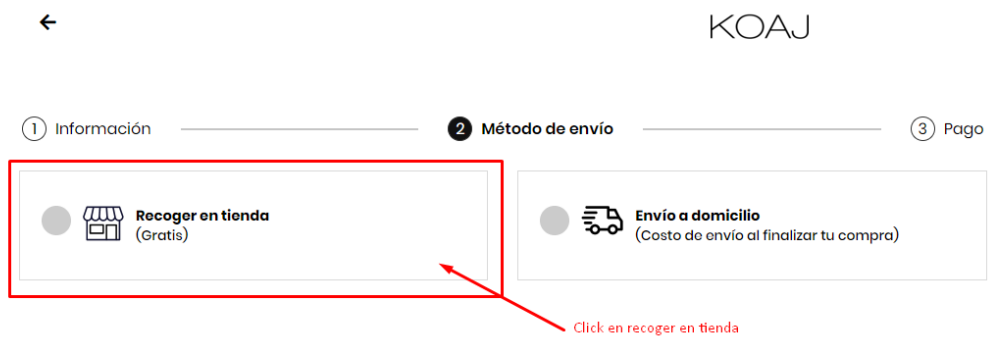 KOAJ
1 Información
2 Método de envío
3 Pago
Recoger en tienda
(Gratis)
Envío a domicilio
(Costo de envío al finalizar tu compra)
Click en recoger en tienda